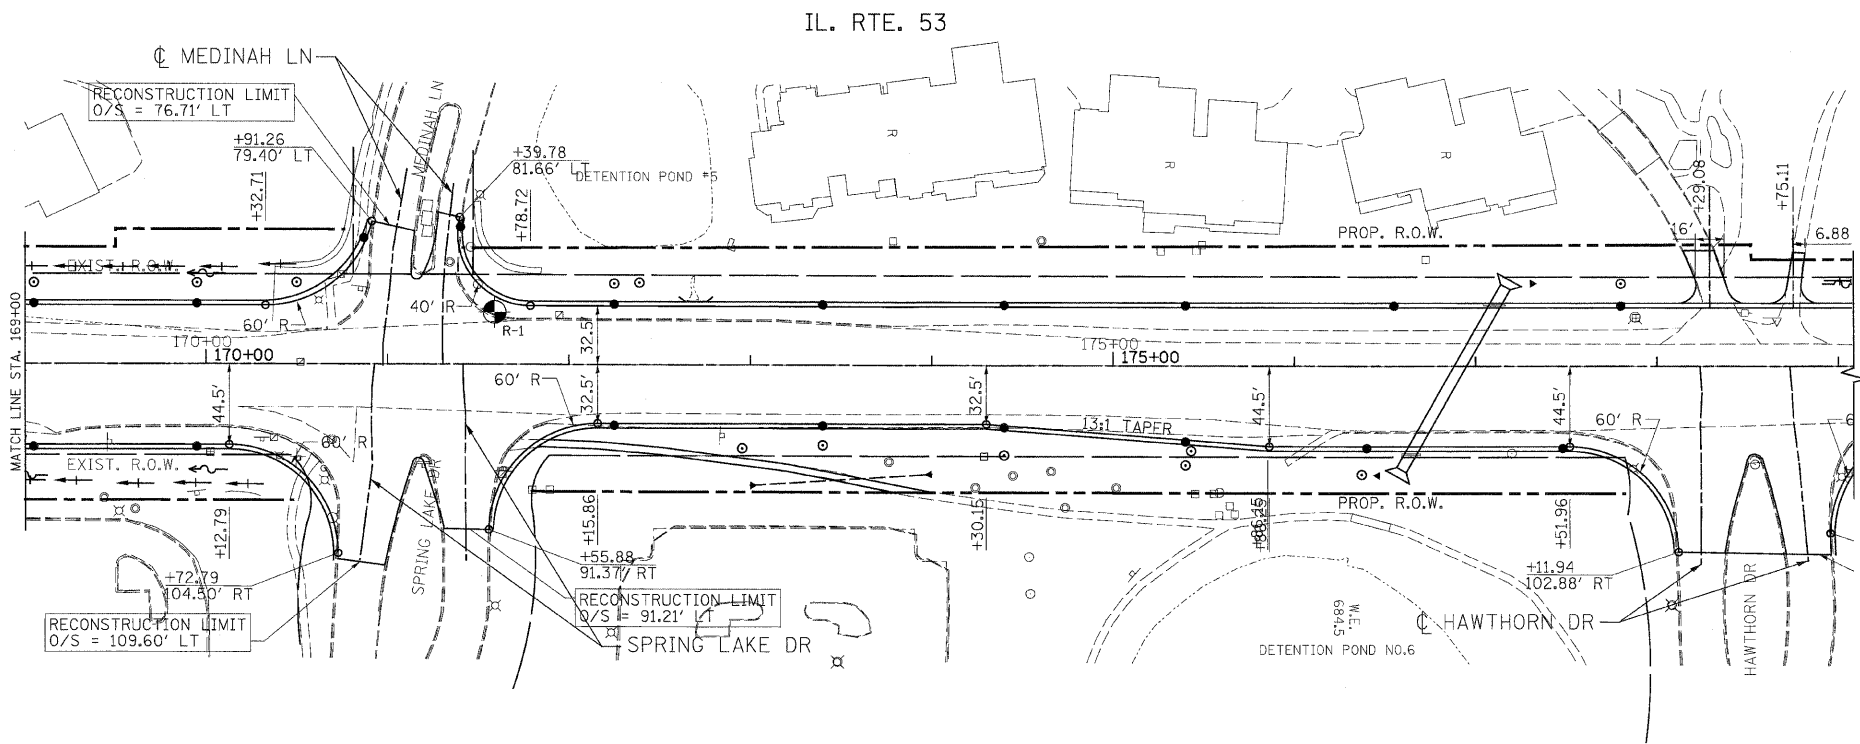 IL. RTE. 53
℄ MEDINAH LN
RECONSTRUCTION LIMIT
O/S = 76.71' LT
+91.26
79.40' LT
+32.71
MEDINAH LN
+39.78
81.66' LT
+78.72
DETENTION POND #5
R
R
R
PROP. R.O.W.
+29.08
+75.11
16'
6.88
EXIST. R.O.W.
60' R
40' R
R-1
32.5'
170+00
170+00
175+00
175+00
MATCH LINE STA. 169+00
44.5'
60' R
32.5'
32.5'
13:1 TAPER
44.5'
44.5'
60' R
60' R
EXIST. R.O.W.
PROP. R.O.W.
+12.79
+15.86
+30.15
+51.96
+72.79
104.50' RT
SPRING LAKE DR
+55.88
91.37' RT
RECONSTRUCTION LIMIT
O/S = 91.21' LT
RECONSTRUCTION LIMIT
O/S = 109.60' LT
SPRING LAKE DR
+11.94
102.88' RT
W.E.
684.5
DETENTION POND NO.6
℄ HAWTHORN DR
HAWTHORN DR